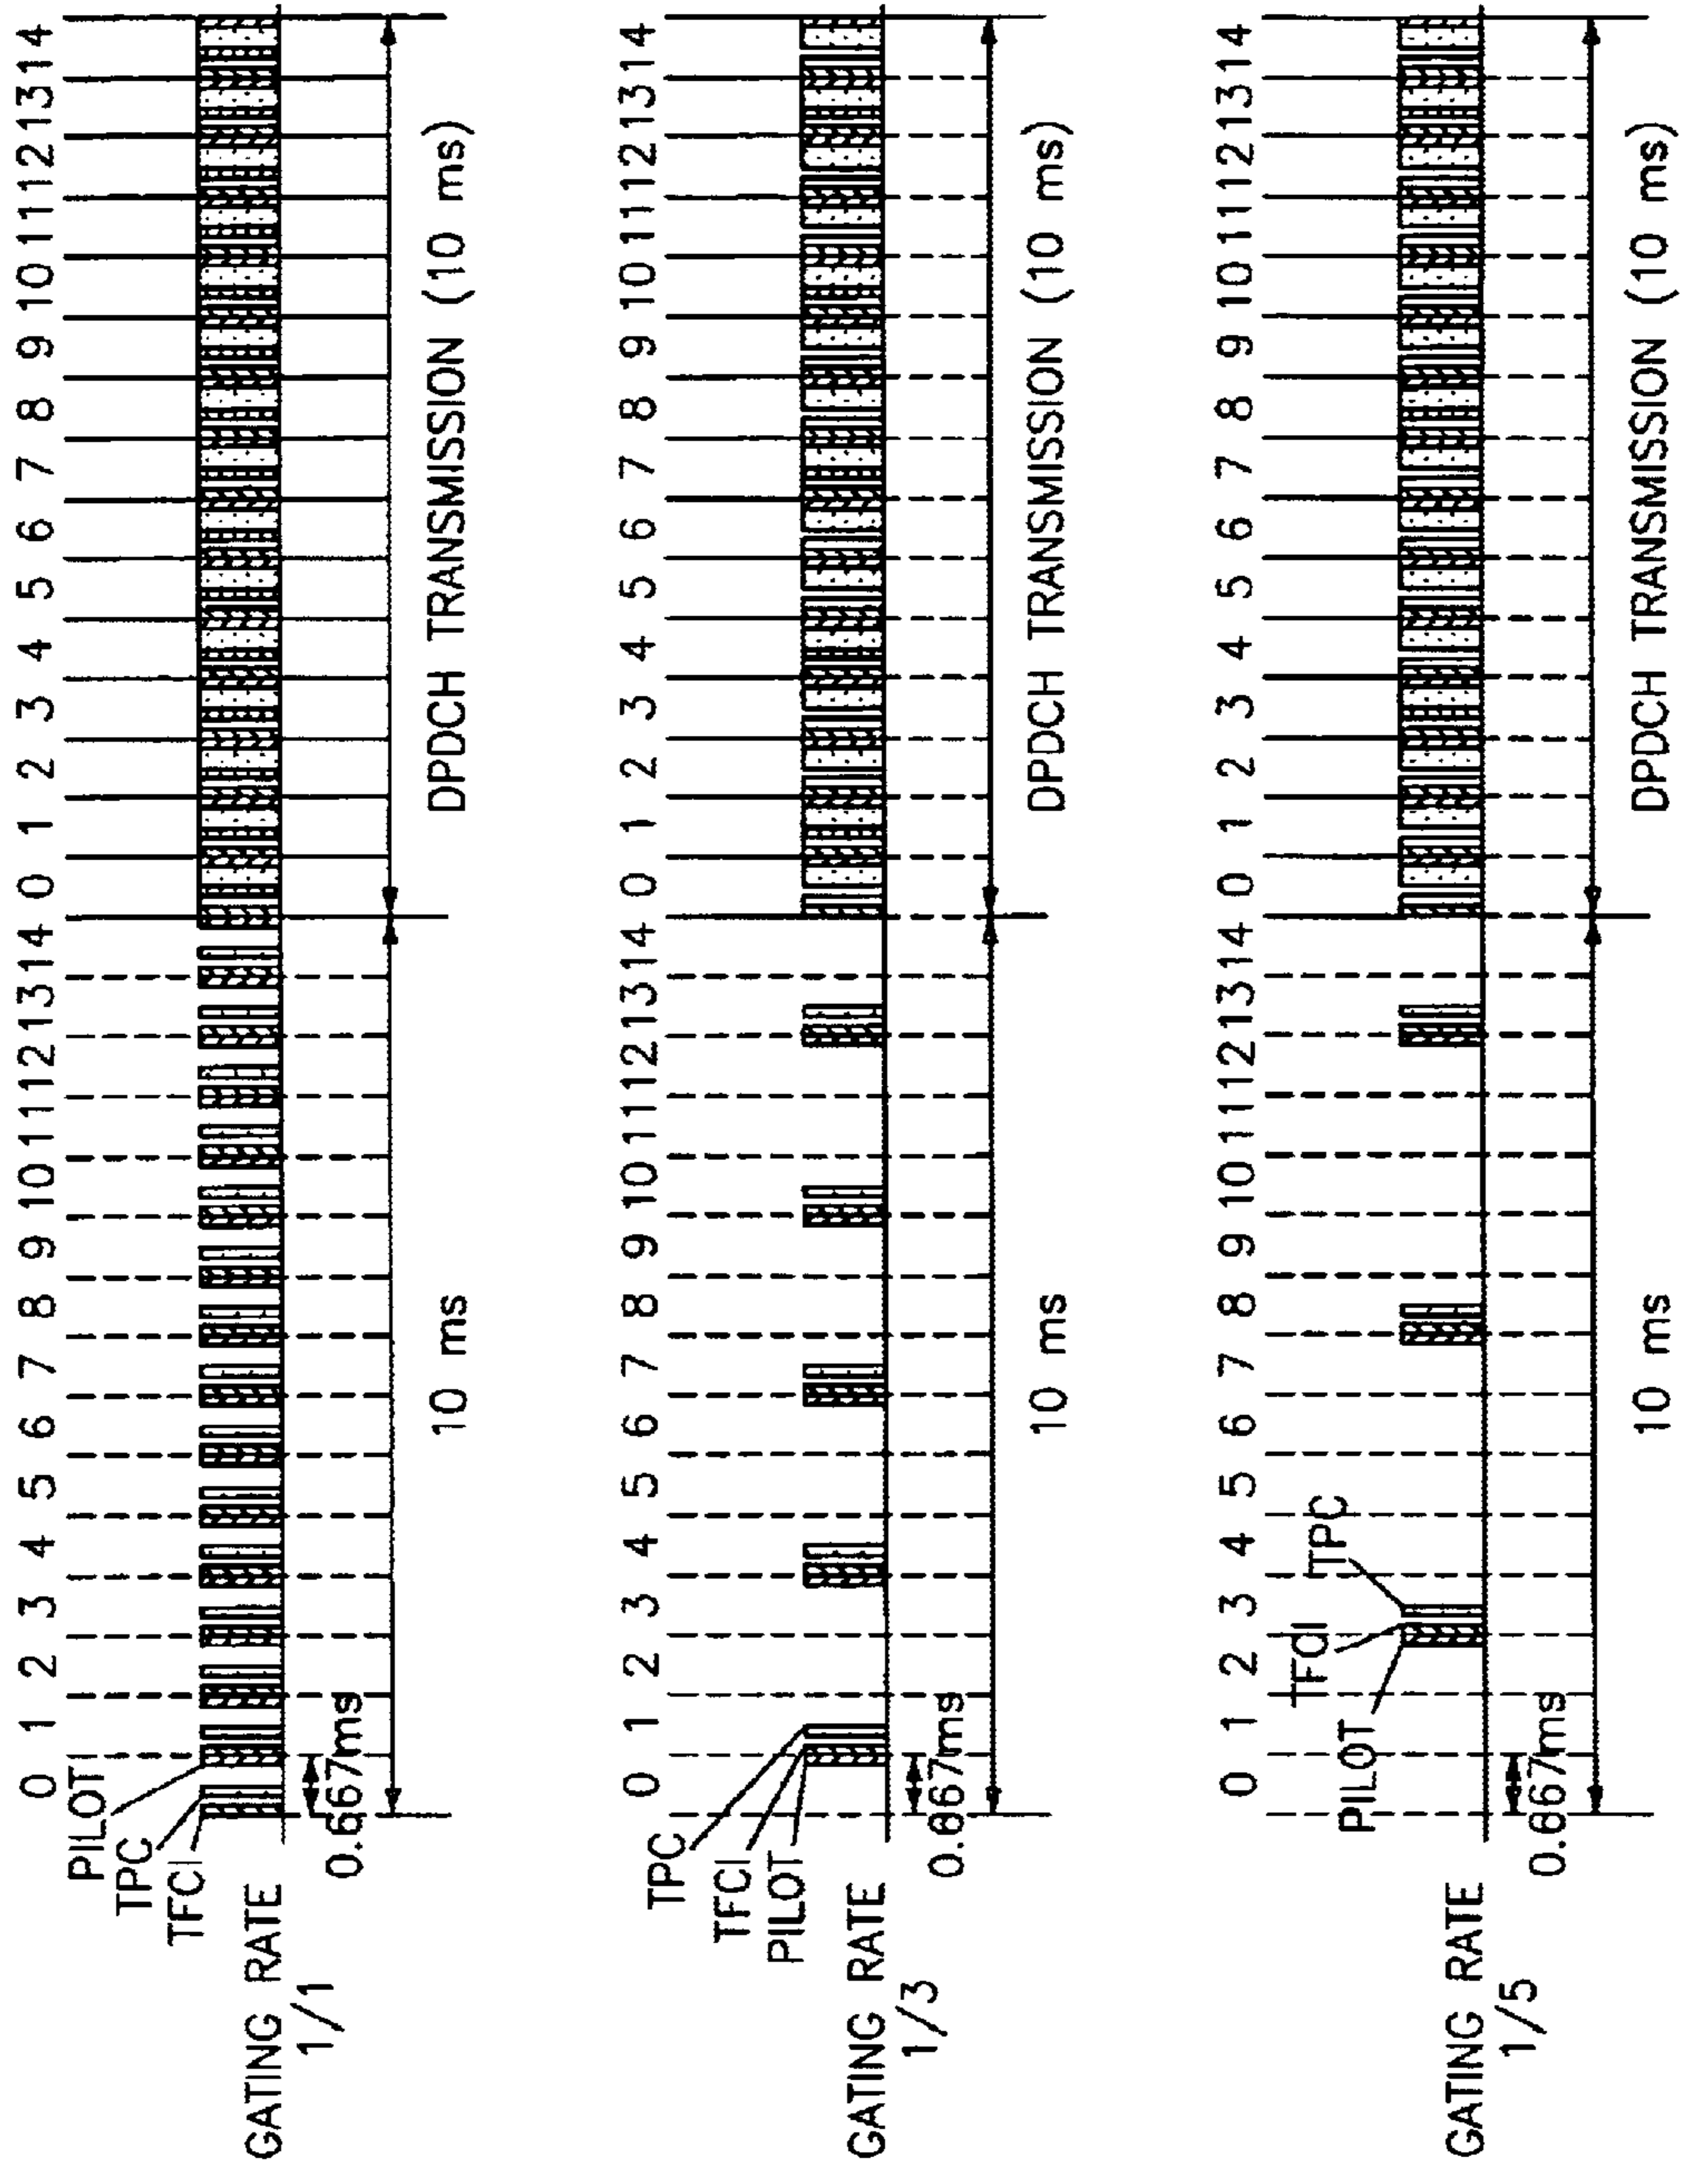 0 1 2 3 4 5 6 7 8 9 10 11 12 13 14 0 1 2 3 4 5 6 7 8 9 10 11 12 13 14
PILOT
TPC
TFCI
GATING RATE
1/1
0.667ms
10 ms
DPDCH TRANSMISSION (10 ms)
0 1 2 3 4 5 6 7 8 9 10 11 12 13 14 0 1 2 3 4 5 6 7 8 9 10 11 12 13 14
TPC
TFCI
PILOT
GATING RATE
1/3
0.667ms
10 ms
DPDCH TRANSMISSION (10 ms)
0 1 2 3 4 5 6 7 8 9 10 11 12 13 14 0 1 2 3 4 5 6 7 8 9 10 11 12 13 14
TPC
TFCI
PILOT
GATING RATE
1/5
0.667ms
10 ms
DPDCH TRANSMISSION (10 ms)